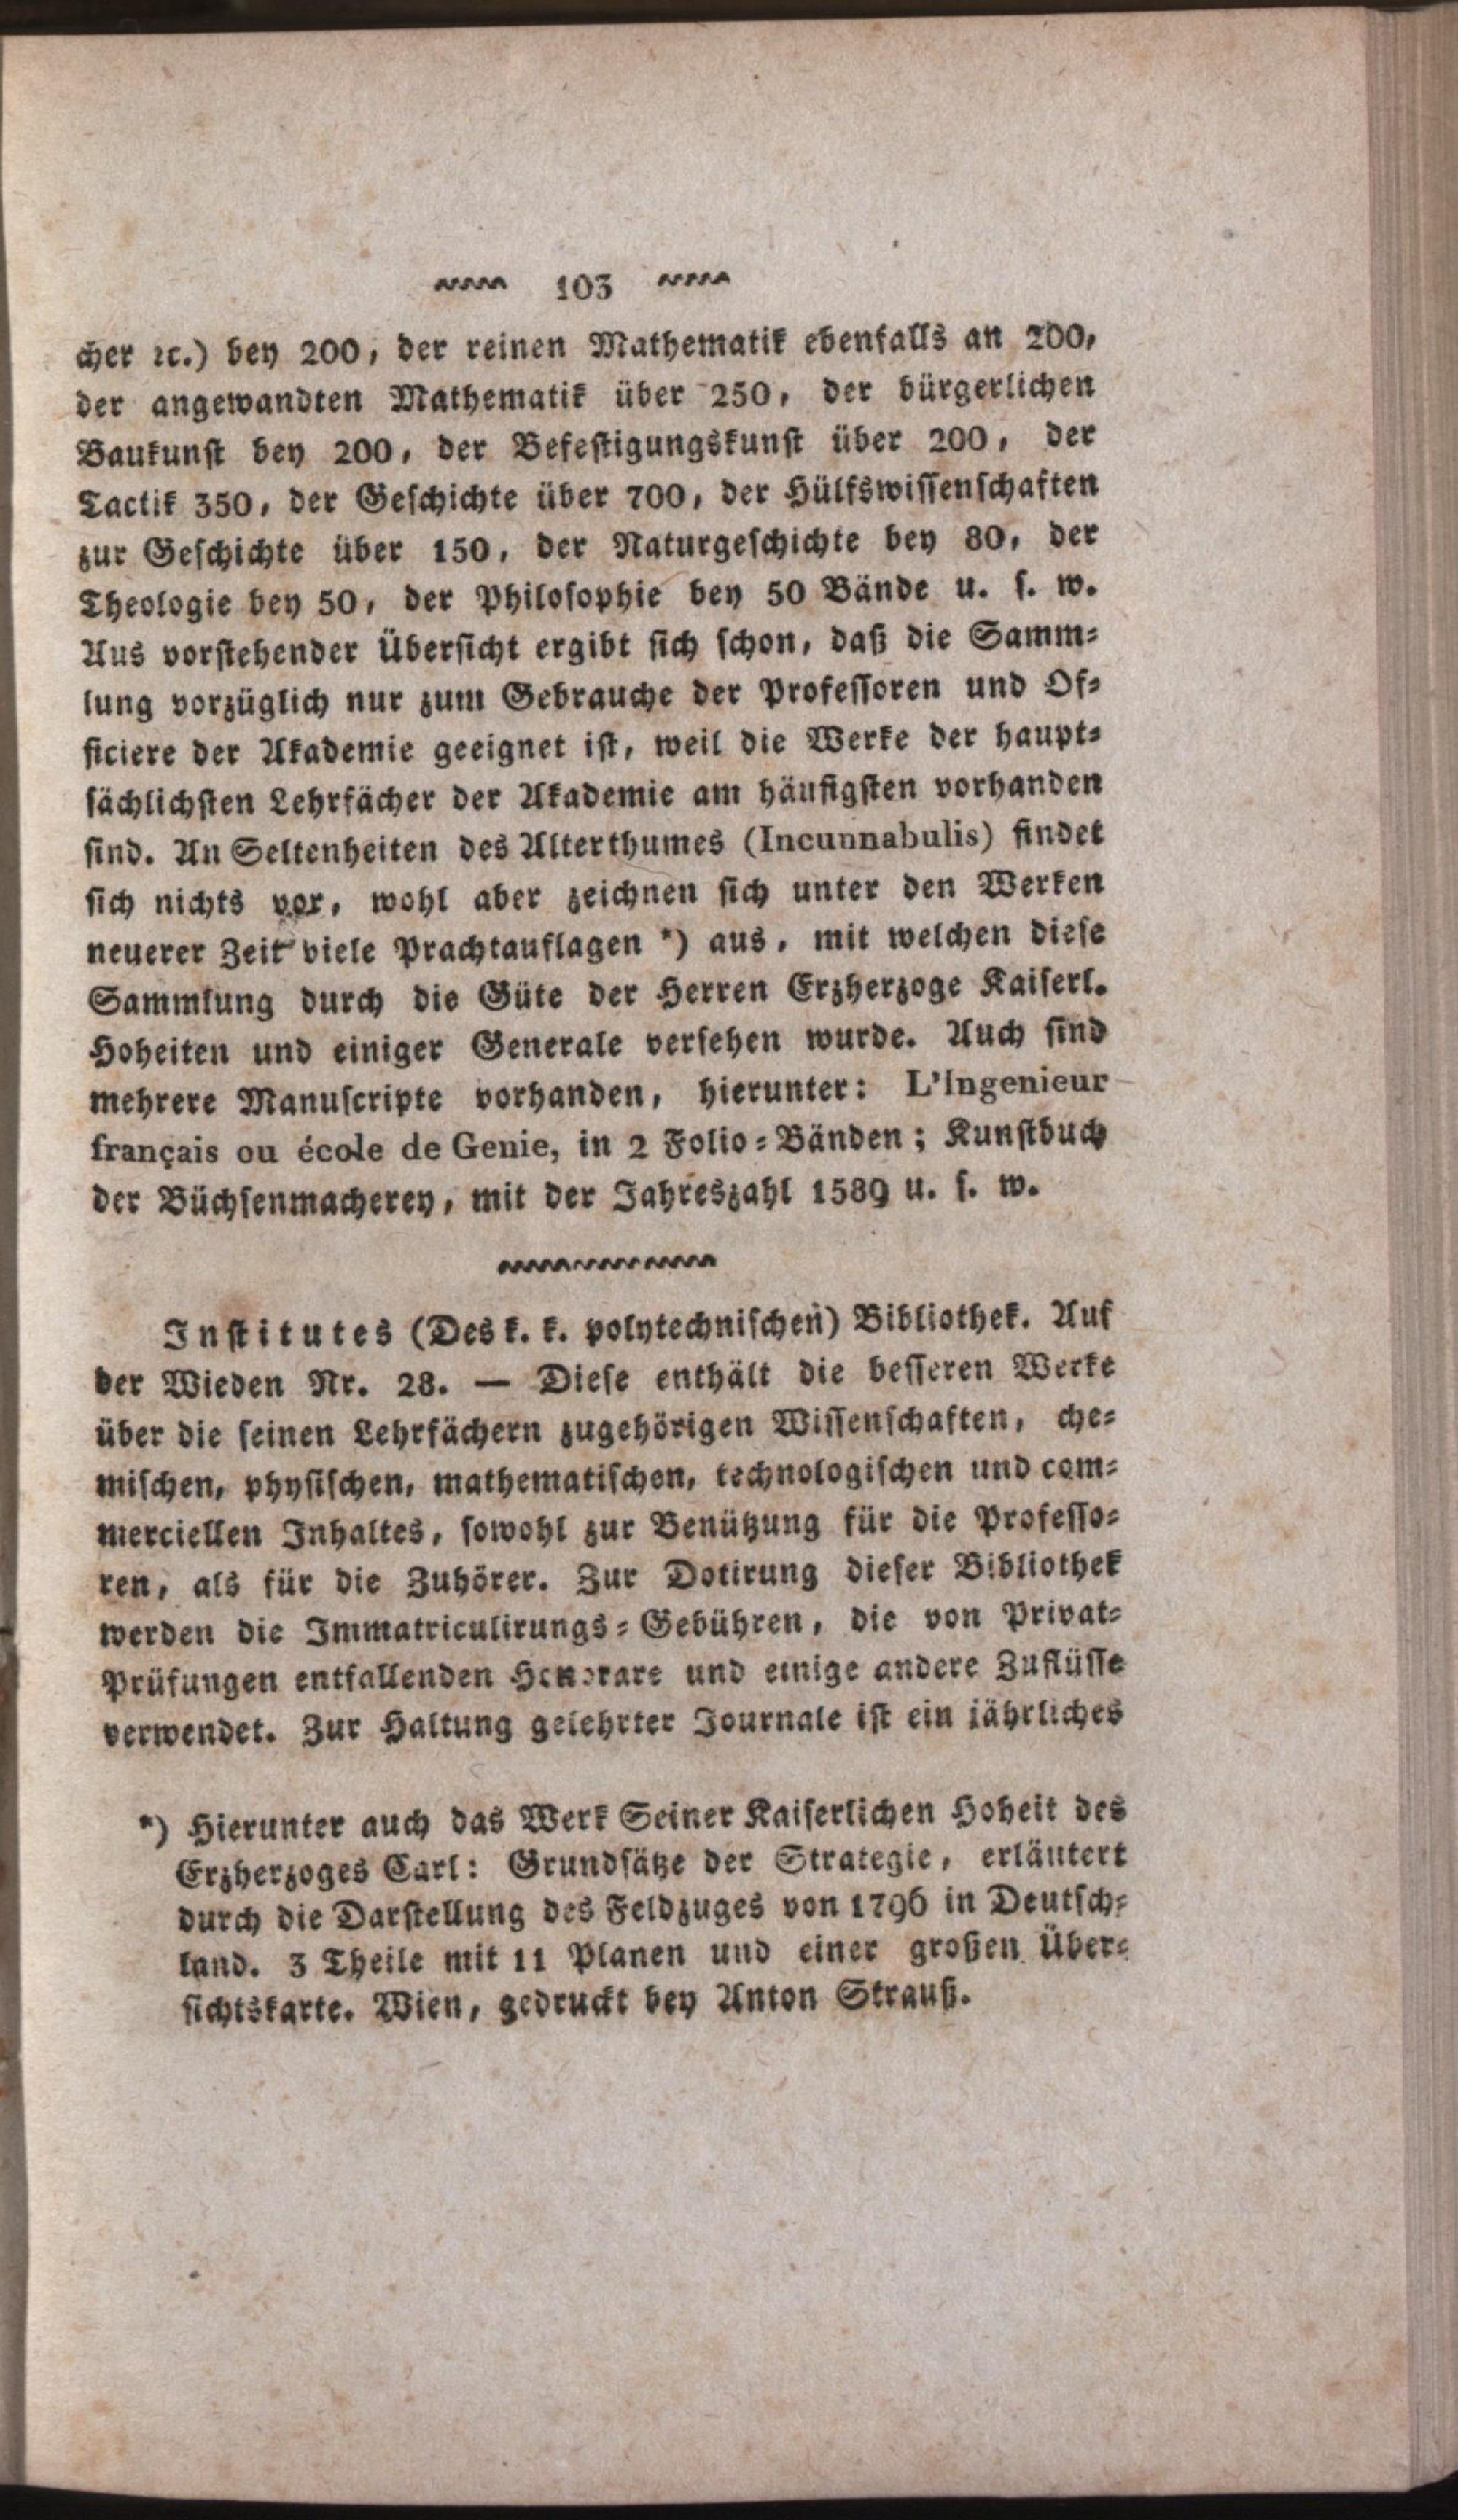 103
cher ꝛc.) bey 200, der reinen Mathematik ebenfalls an 200,
der angewandten Mathematik über 250, der bürgerlichen
Baukunst bey 200, der Befestigungskunst über 200, der
Tactik 350, der Geschichte über 700, der Hülfswissenschaften
zur Geschichte über 150, der Naturgeschichte bey 80, der
Theologie bey 50, der Philosophie bey 50 Bände u. s. w.
Aus vorstehender Übersicht ergibt sich schon, daß die Samm-
lung vorzüglich nur zum Gebrauche der Professoren und Of-
ficiere der Akademie geeignet ist, weil die Werke der haupt-
sächlichsten Lehrfächer der Akademie am häufigsten vorhanden
sind. An Seltenheiten des Alterthumes (Incunnabulis) findet
sich nichts vor, wohl aber zeichnen sich unter den Werken
neuerer Zeit viele Prachtauflagen *) aus, mit welchen diese
Sammlung durch die Güte der Herren Erzherzoge Kaiserl.
Hoheiten und einiger Generale versehen wurde. Auch sind
mehrere Manuscripte vorhanden, hierunter: L'Ingenieur
français ou école de Genie, in 2 Folio-Bänden; Kunstbuch
der Büchsenmacherey, mit der Jahreszahl 1589 u. s. w.
Institutes (Des k. k. polytechnischen) Bibliothek. Auf
der Wieden Nr. 28. — Diese enthält die besseren Werke
über die seinen Lehrfächern zugehörigen Wissenschaften, che-
mischen, physischen, mathematischen, technologischen und com-
merciellen Inhaltes, sowohl zur Benützung für die Professo-
ren, als für die Zuhörer. Zur Dotirung dieser Bibliothek
werden die Immatriculirungs-Gebühren, die von Privat-
Prüfungen entfallenden Honorare und einige andere Zuflüsse
verwendet. Zur Haltung gelehrter Journale ist ein jährliches
*) Hierunter auch das Werk Seiner Kaiserlichen Hoheit des
Erzherzoges Carl: Grundsätze der Strategie, erläutert
durch die Darstellung des Feldzuges von 1796 in Deutsch-
land. 3 Theile mit 11 Planen und einer großen Über-
sichtskarte. Wien, gedruckt bey Anton Strauß.